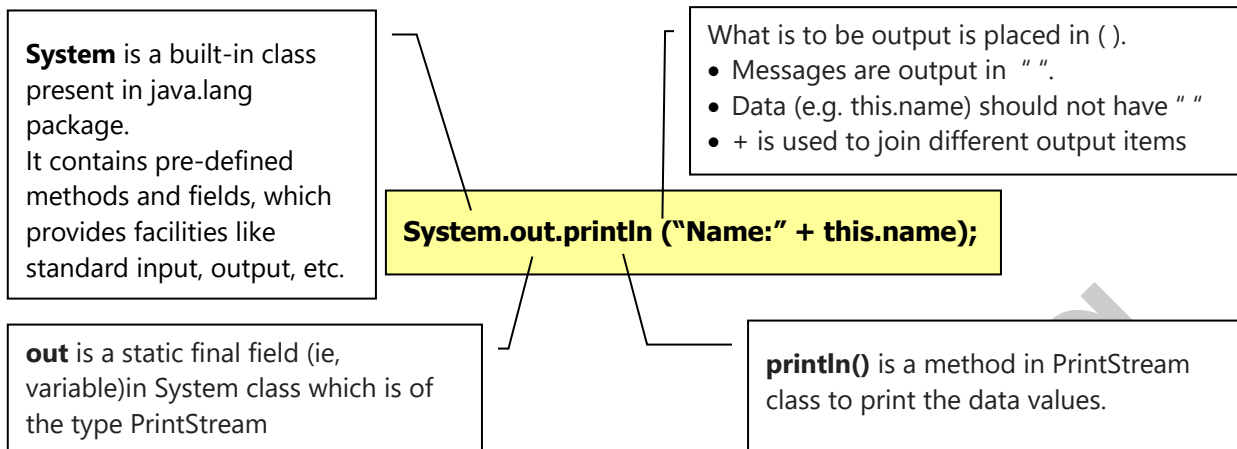 System is a built-in class
present in java.lang
package.
It contains pre-defined
methods and fields, which
provides facilities like
standard input, output, etc.
What is to be output is placed in ( ).
• Messages are output in “ “.
• Data (e.g. this.name) should not have “ “
• + is used to join different output items
System.out.println (“Name:” + this.name);
out is a static final field (ie,
variable)in System class which is of
the type PrintStream
println() is a method in PrintStream
class to print the data values.